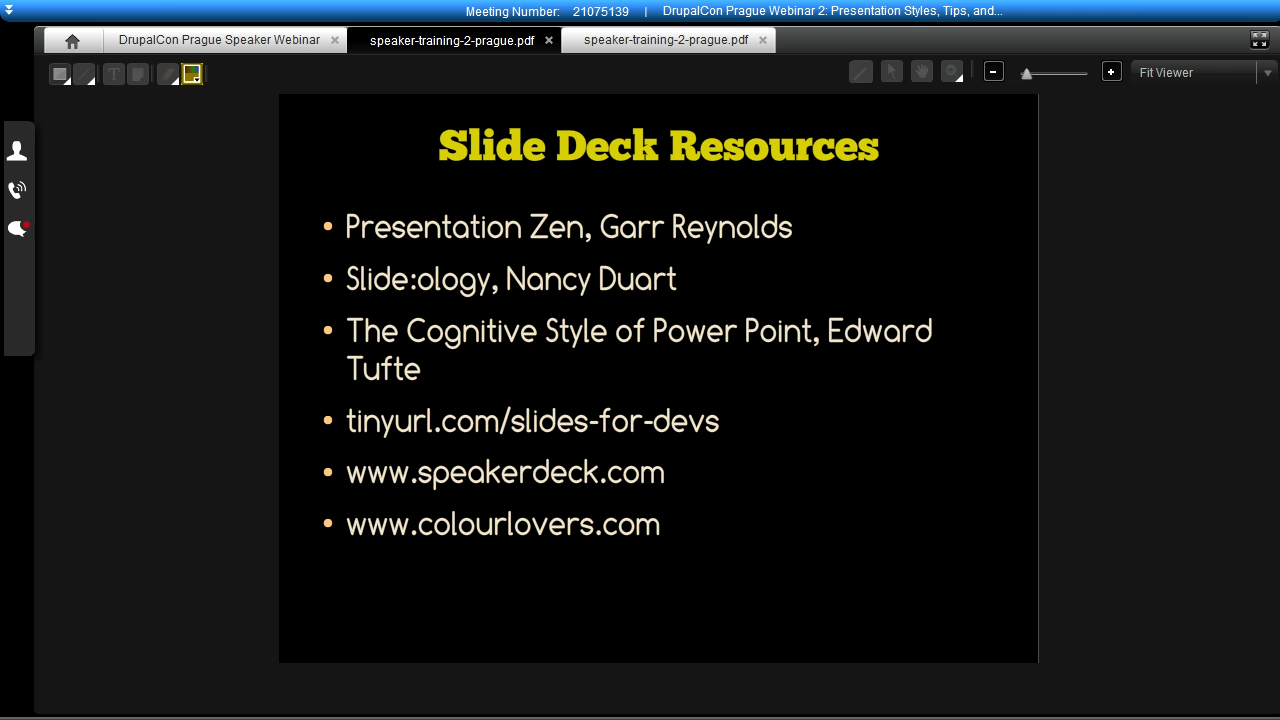 Meeting Number: 21075139 | DrupalCon Prague Webinar 2: Presentation Styles, Tips, and...
DrupalCon Prague Speaker Webinar × speaker-training-2-prague.pdf × speaker-training-2-prague.pdf ×
T Fit Viewer
Slide Deck Resources
• Presentation Zen, Garr Reynolds
• Slide:ology, Nancy Duart
• The Cognitive Style of Power Point, Edward
Tufte
• tinyurl.com/slides-for-devs
• www.speakerdeck.com
• www.colourlovers.com